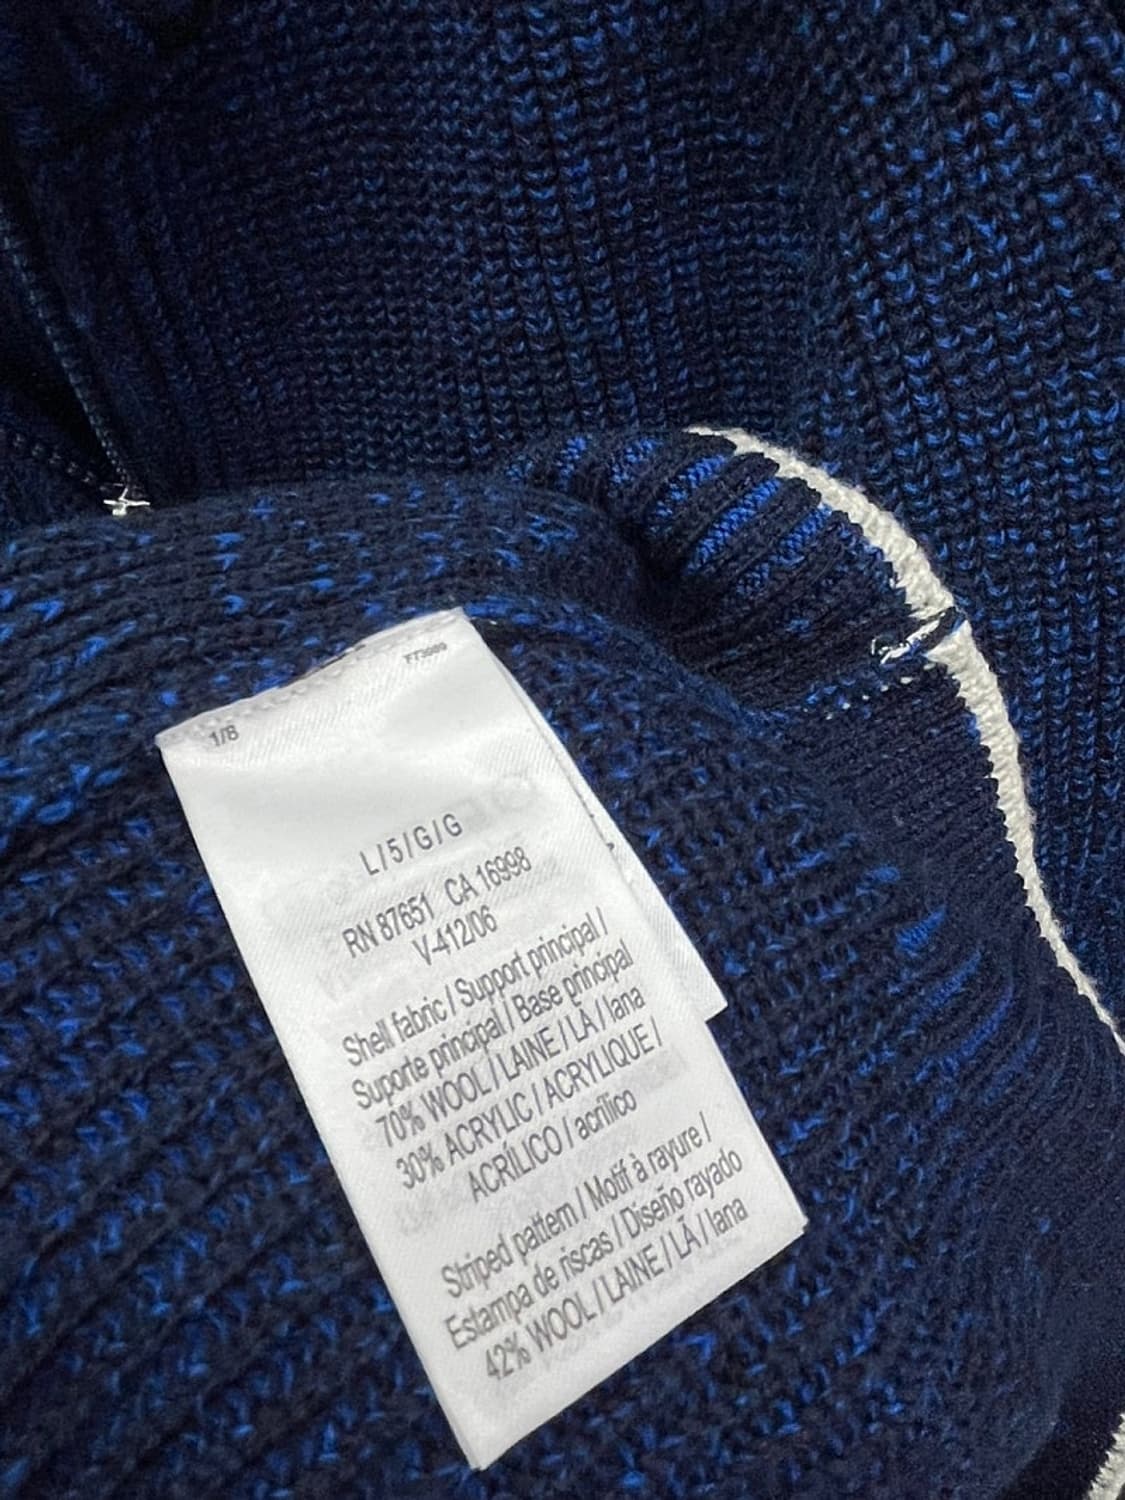 1/8
L/5/G/G
RN 87651 CA 16998
V-412/06
Shell fabric / Support principal /
Suporte principal / Base principal
70% WOOL / LAINE / LÃ / lana
30% ACRYLIC / ACRYLIQUE /
ACRÍLICO / acrílico
Striped pattern / Motif à rayure /
Estampa de riscas / Diseño rayado
42% WOOL / LAINE / LÃ / lana